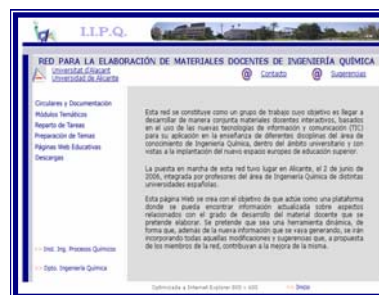 I.I.P.Q.
RED PARA LA ELABORACIÓN DE MATERIALES DOCENTES DE INGENIERÍA QUÍMICA
Universitat d'Alacant
Universidad de Alicante
@ Contacto @ Sugerencias
Circulares y Documentación
Módulos Temáticos
Reparto de Tareas
Preparación de Temas
Páginas Web Educativas
Descargas
Esta red se constituye como un grupo de trabajo cuyo objetivo es llegar a
desarrollar de manera conjunta materiales docentes interactivos, basados
en el uso de las nuevas tecnologías de información y comunicación (TIC)
para su aplicación en la enseñanza de diferentes disciplinas del área de
conocimiento de Ingeniería Química, dentro del ámbito universitario y con
vistas a la implantación del nuevo espacio europeo de educación superior.
La puesta en marcha de esta red tuvo lugar en Alicante, el 2 de junio de
2006, integrada por profesores del área de Ingeniería Química de distintas
universidades españolas.
Esta página Web se crea con el objetivo de que actúe como una plataforma
donde se pueda encontrar información actualizada sobre aspectos
relacionados con el grado de desarrollo del material docente que se
pretende elaborar. Se pretende que sea una herramienta dinámica, de
forma que, además de la nueva información que se vaya generando, se irán
incorporando todas aquellas modificaciones y sugerencias que, a propuesta
de los miembros de la red, contribuyan a la mejora de la misma.
>> Inst. Ing. Procesos Químicos
>> Dpto. Ingeniería Química
Optimizada a Internet Explorer 800 x 600 >> Inicio